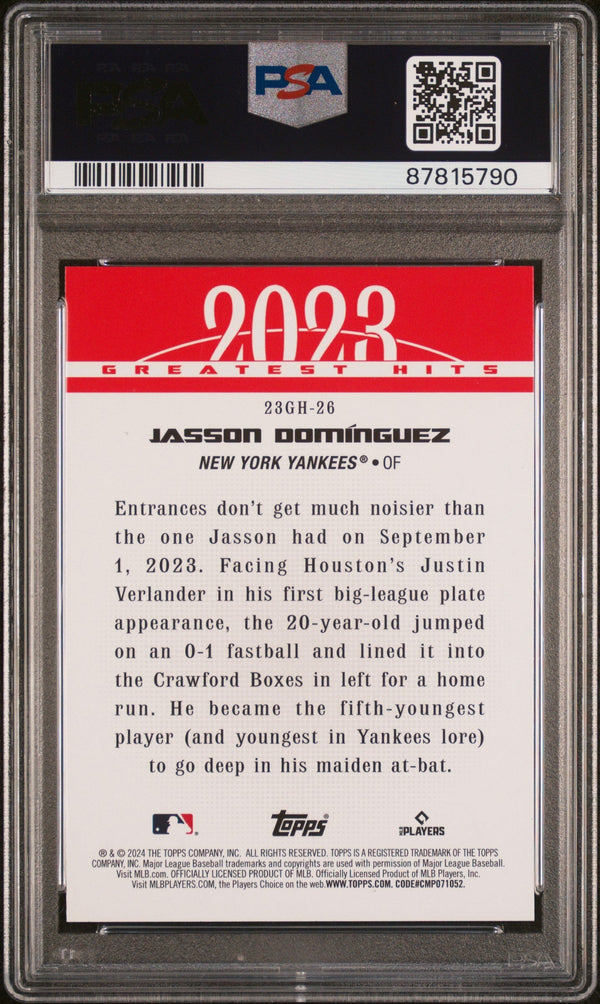 PSA
87815790
2023
GREATEST HITS
23GH-26
JASSON DOMÍNGUEZ
NEW YORK YANKEES® • OF
Entrances don't get much noisier than
the one Jasson had on September
1, 2023. Facing Houston's Justin
Verlander in his first big-league plate
appearance, the 20-year-old jumped
on an 0-1 fastball and lined it into
the Crawford Boxes in left for a home
run. He became the fifth-youngest
player (and youngest in Yankees lore)
to go deep in his maiden at-bat.
topps MLB PLAYERS
® & © 2024 THE TOPPS COMPANY, INC. ALL RIGHTS RESERVED. TOPPS IS A REGISTERED TRADEMARK OF THE TOPPS
COMPANY, INC. Major League Baseball trademarks and copyrights are used with permission of Major League Baseball.
Visit MLB.com. OFFICIALLY LICENSED PRODUCT OF MLB. Officially Licensed Product of MLB Players, Inc.
Visit MLBPLAYERS.COM, the Players Choice on the web. WWW.TOPPS.COM. CODE#CMP071052.
PSA